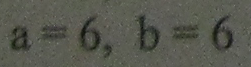 a = 6, b = 6